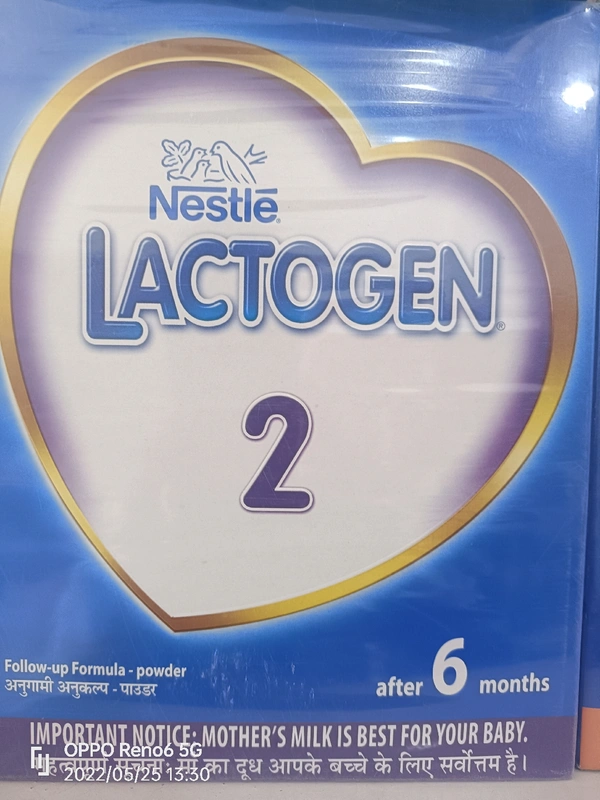 Nestlé
LACTOGEN
2
Follow-up Formula - powder
अनुगामी अनुकल्प - पाउडर
after 6 months
IMPORTANT NOTICE: MOTHER'S MILK IS BEST FOR YOUR BABY.
का दूध आपके बच्चे के लिए सर्वोत्तम है।
OPPO Reno6 5G
2022/05/25 13:30